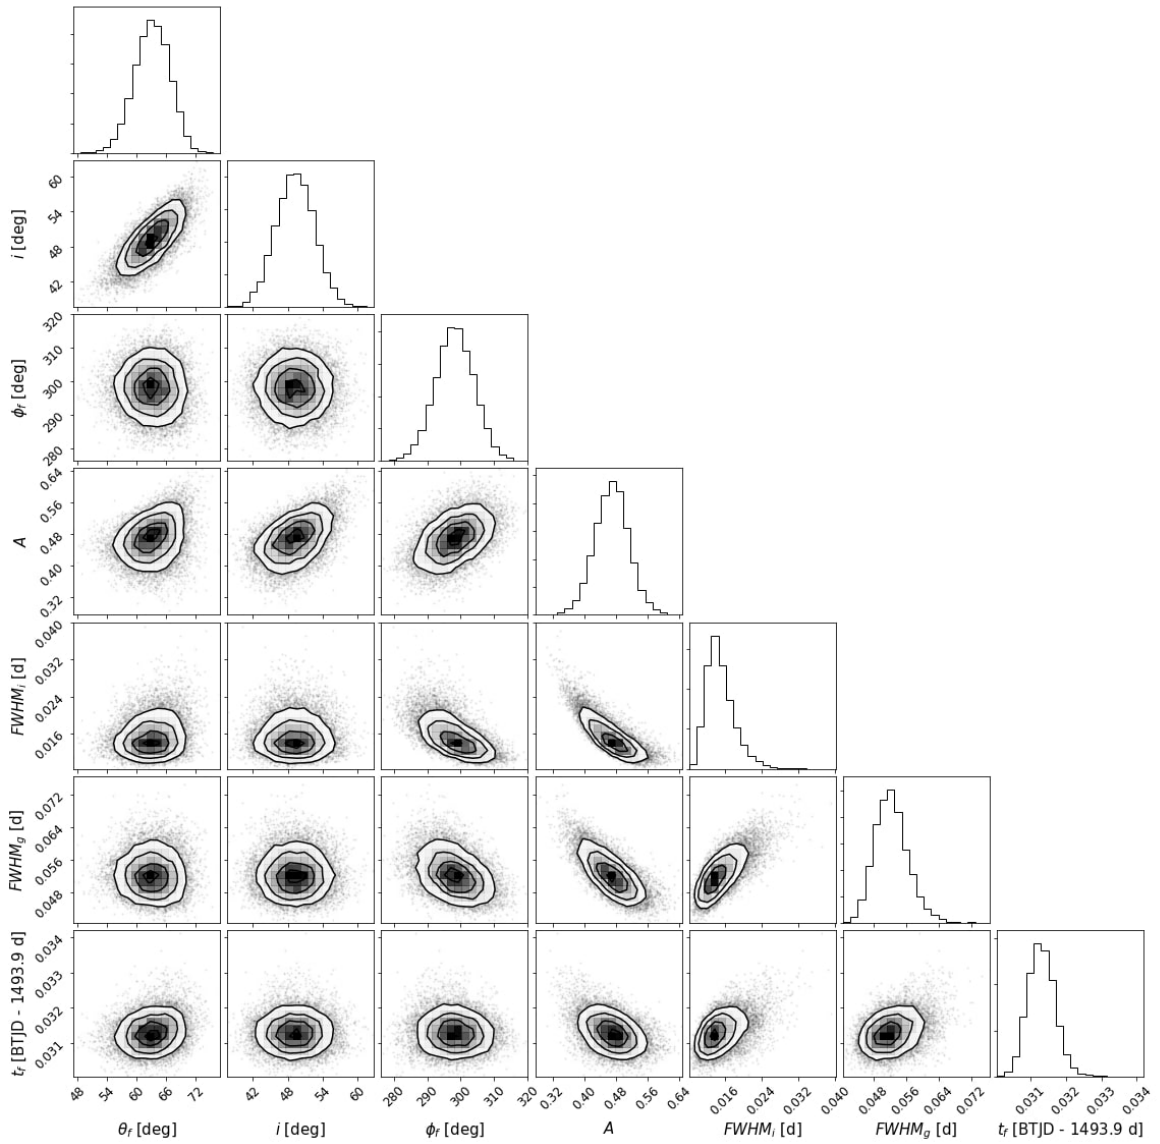 i [deg]
60
54
48
42
ϕf [deg]
320
310
300
290
280
A
0.64
0.56
0.48
0.40
0.32
FWHMi [d]
0.040
0.032
0.024
0.016
FWHMg [d]
0.072
0.064
0.056
0.048
tf [BTJD - 1493.9 d]
0.034
0.033
0.032
0.031
48 54 60 66 72
42 48 54 60
280 290 300 310 320
0.32 0.40 0.48 0.56 0.64
0.016 0.024 0.032 0.040
0.048 0.056 0.064 0.072
0.031 0.032 0.033 0.034
θf [deg] i [deg] ϕf [deg] A FWHMi [d] FWHMg [d] tf [BTJD - 1493.9 d]